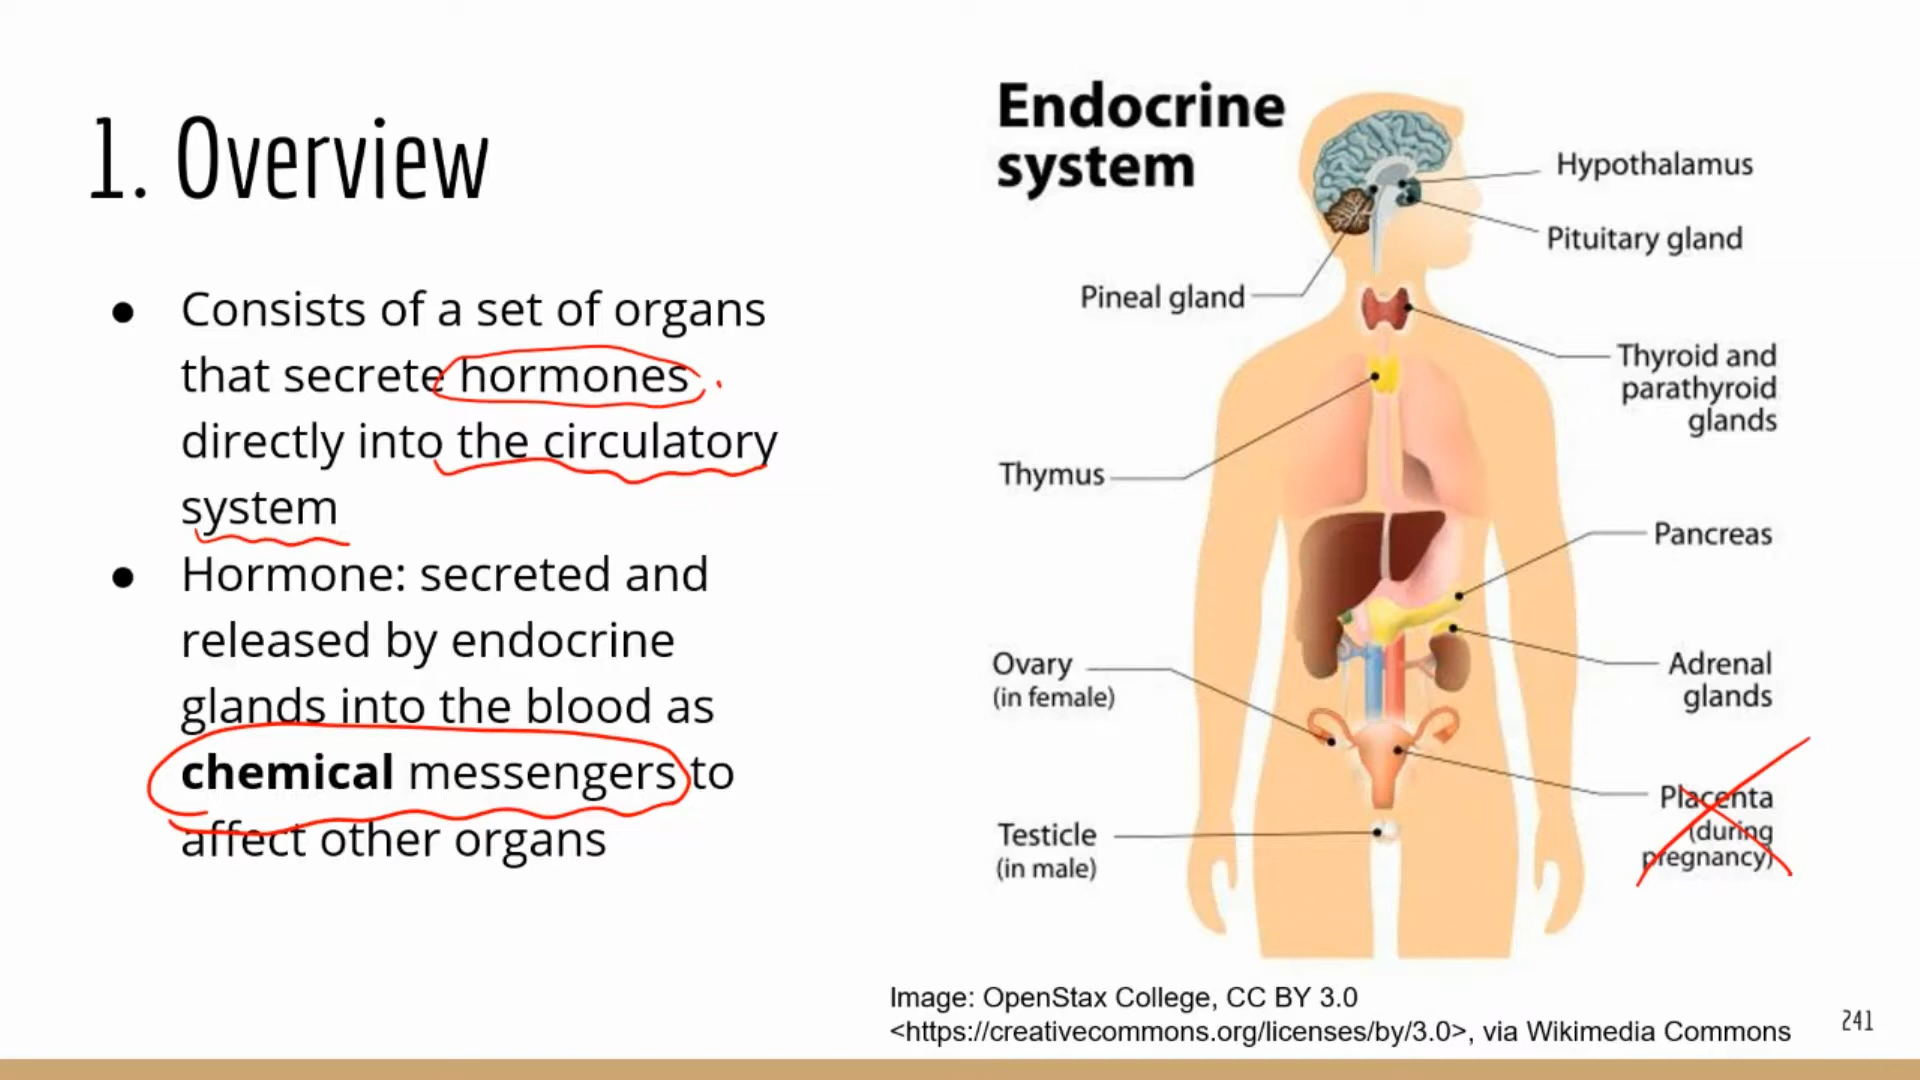 1. Overview
● Consists of a set of organs
that secrete hormones
directly into the circulatory
system
● Hormone: secreted and
released by endocrine
glands into the blood as
chemical messengers to
affect other organs
Endocrine
system
Hypothalamus
Pituitary gland
Pineal gland
Thyroid and
parathyroid
glands
Thymus
Pancreas
Ovary
(in female)
Adrenal
glands
Placenta
(during
pregnancy)
Testicle
(in male)
Image: OpenStax College, CC BY 3.0
<https://creativecommons.org/licenses/by/3.0>, via Wikimedia Commons
241